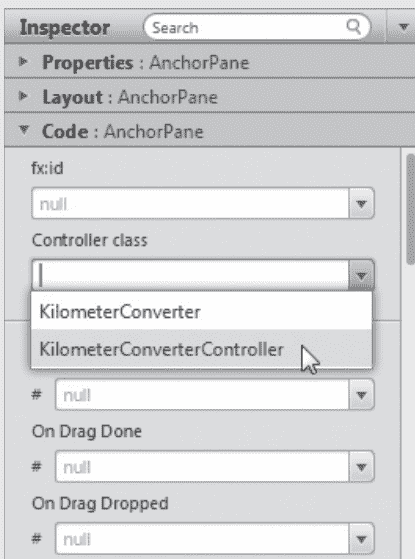 Inspector Search
Properties : AnchorPane
Layout : AnchorPane
Code : AnchorPane
fx:id
null
Controller class
KilometerConverter
KilometerConverterController
# null
On Drag Done
# null
On Drag Dropped
# null